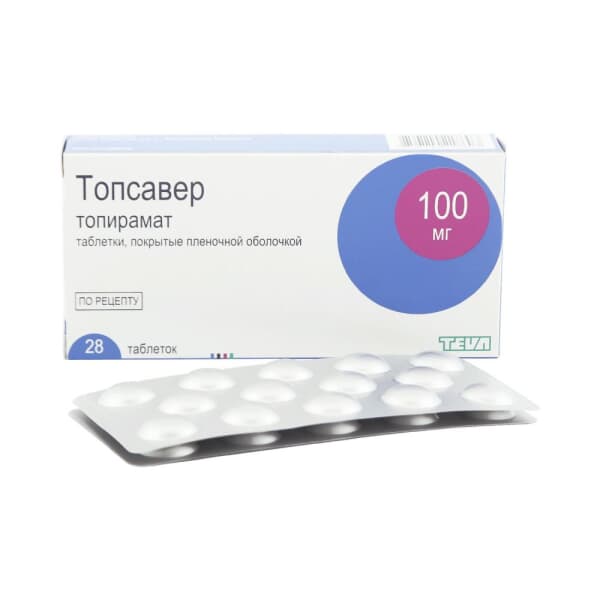 Топсавер
топирамат
таблетки, покрытые пленочной оболочкой
100
мг
ПО РЕЦЕПТУ
28 таблеток
TEVA